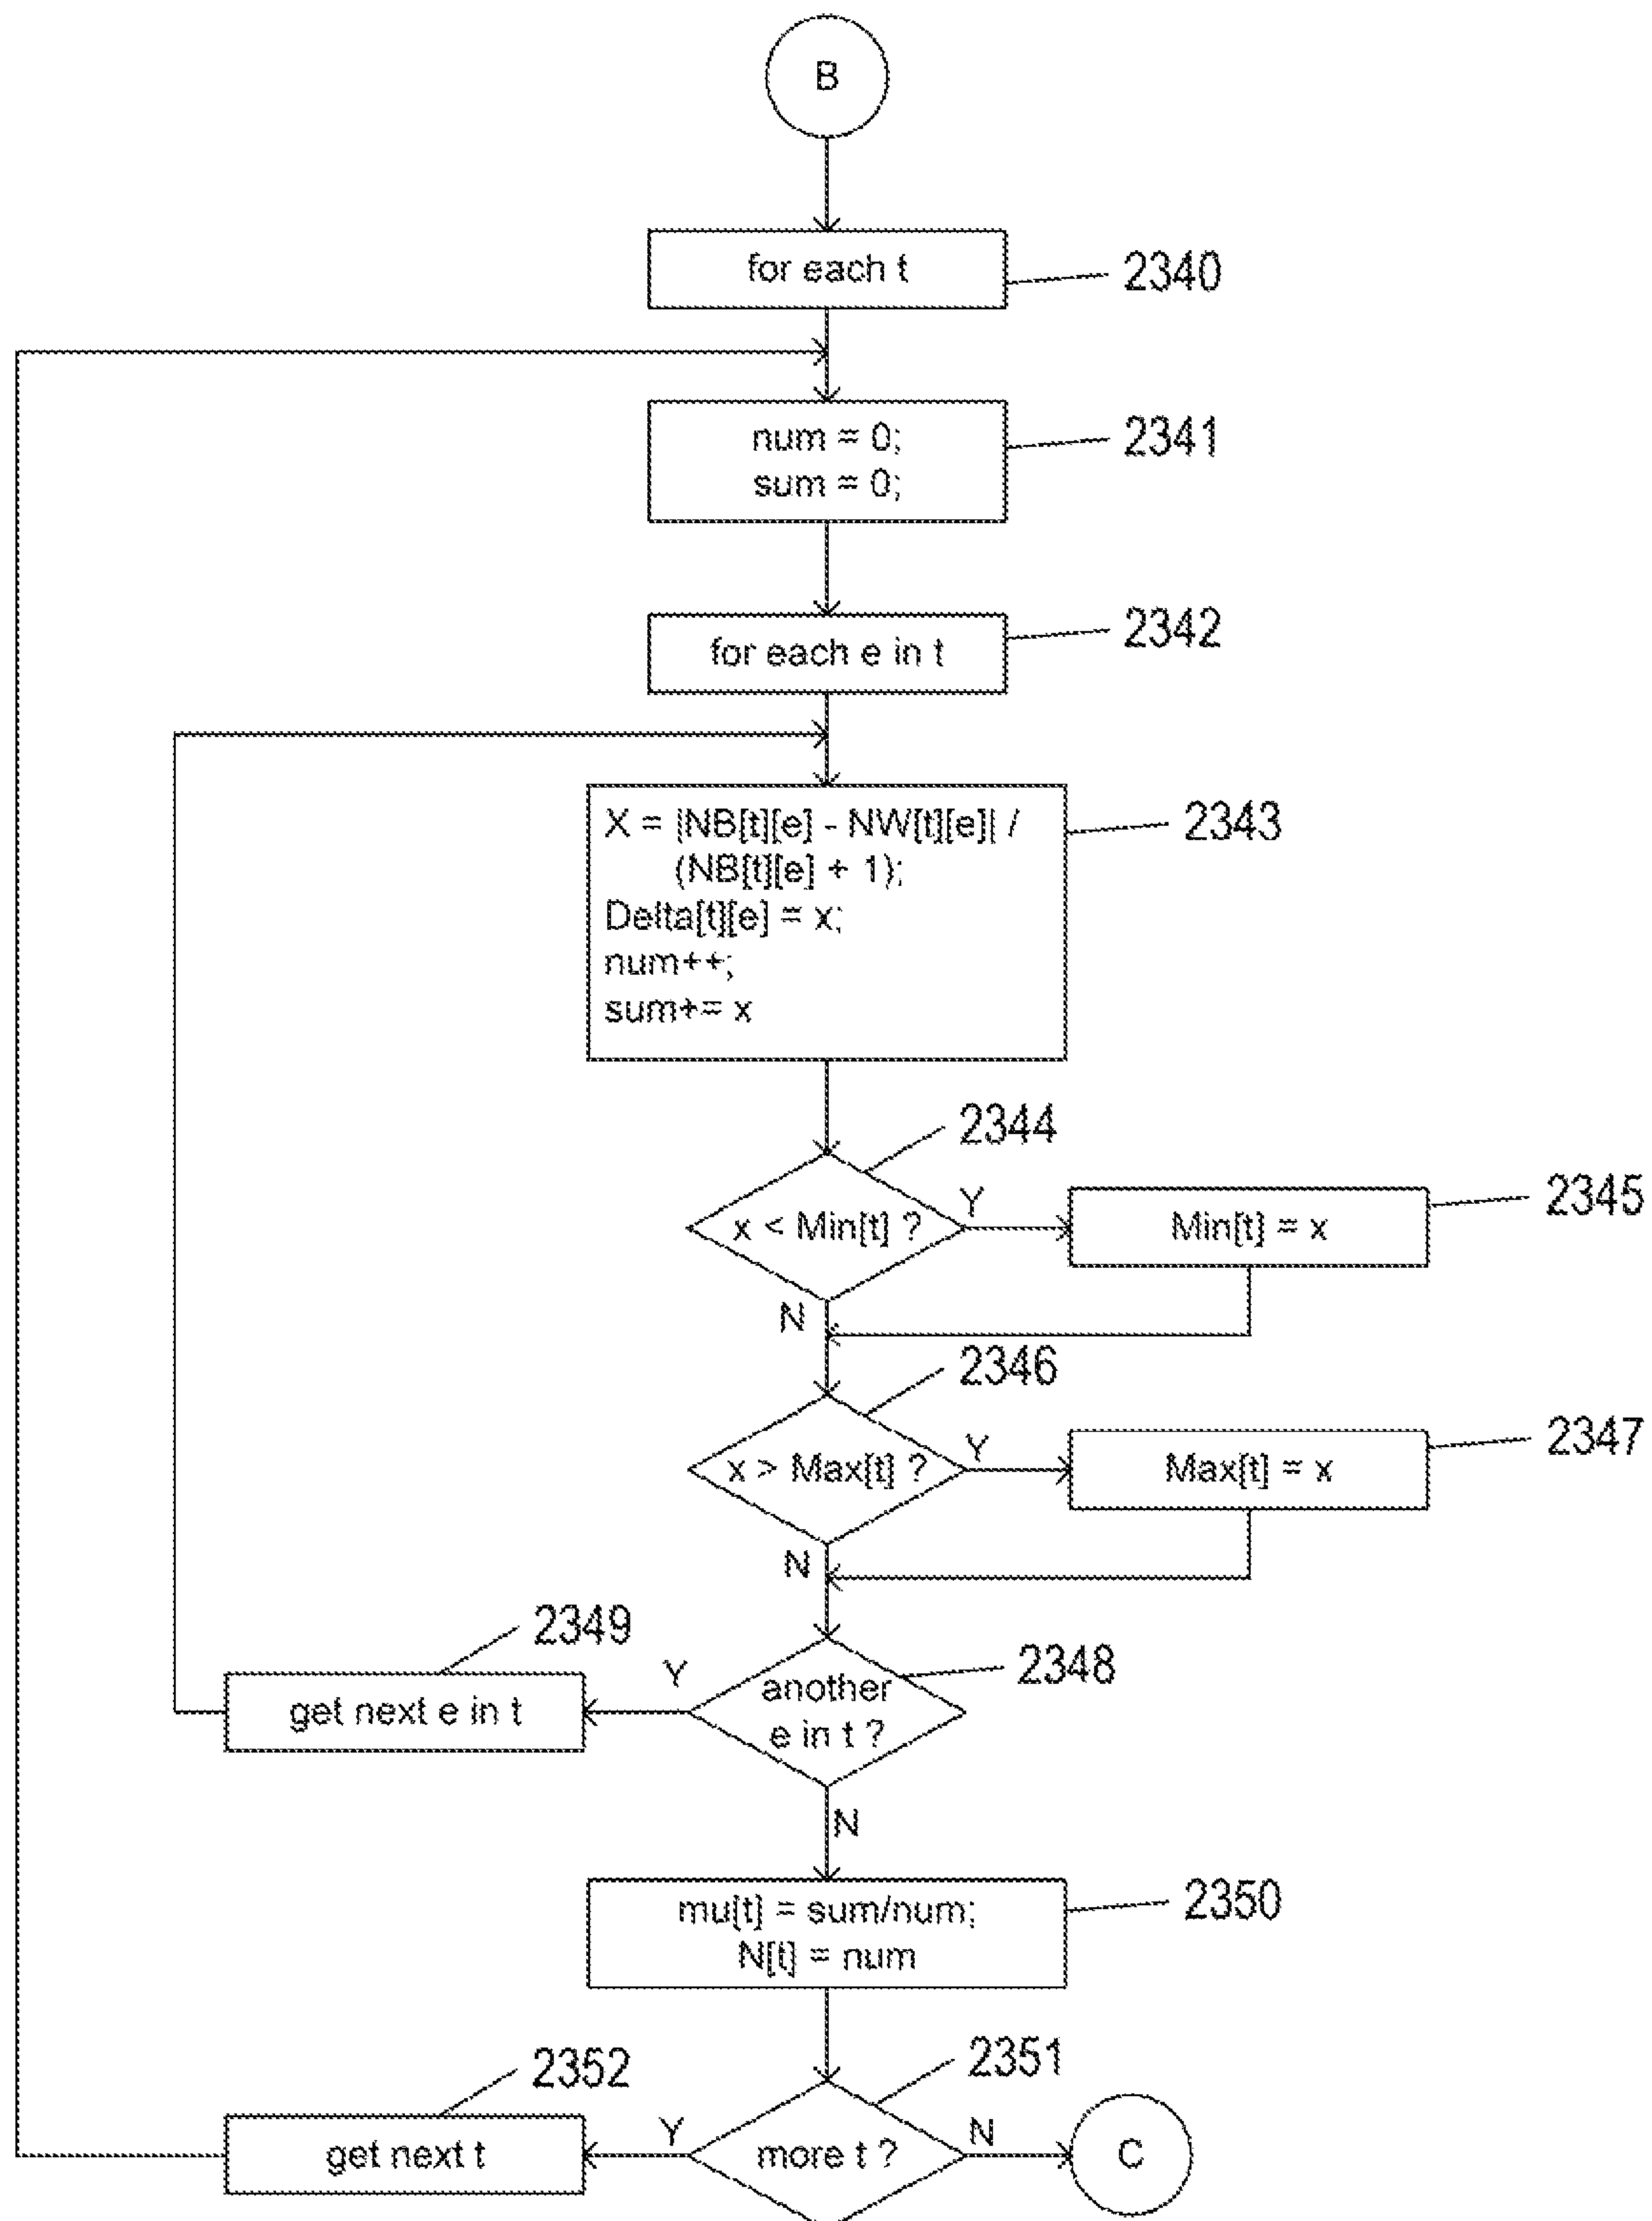 B
for each t
2340
num = 0;
sum = 0;
2341
for each e in t
2342
X = |NB[t][e] - NW[t][e]| /
(NB[t][e] + 1);
Delta[t][e] = x;
num++;
sum+= x
2343
2344
x < Min[t] ?
Y
Min[t] = x
2345
N
2346
x > Max[t] ?
Y
Max[t] = x
2347
N
2349
get next e in t
Y
another
e in t ?
2348
N
mu[t] = sum/num;
N[t] = num
2350
2352
get next t
Y
more t ?
2351
N
C